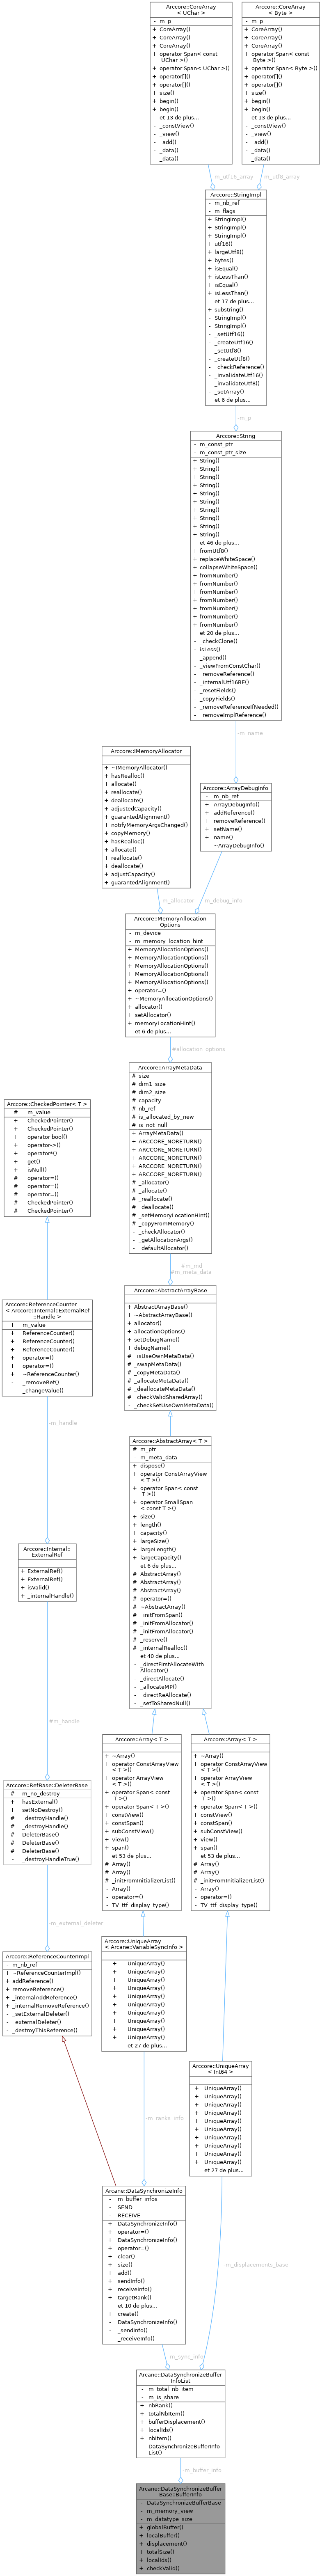 Arccore::CoreArray
< UChar >
- m_p
+ CoreArray()
+ CoreArray()
+ CoreArray()
+ operator Span< const
UChar >()
+ operator Span< UChar >()
+ operator[]()
+ operator[]()
+ size()
+ begin()
+ begin()
et 13 de plus...
- _constView()
- _view()
- _add()
- _data()
- _data()
Arccore::CoreArray
< Byte >
- m_p
+ CoreArray()
+ CoreArray()
+ CoreArray()
+ operator Span< const
Byte >()
+ operator Span< Byte >()
+ operator[]()
+ operator[]()
+ size()
+ begin()
+ begin()
et 13 de plus...
- _constView()
- _view()
- _add()
- _data()
- _data()
-m_utf16_array
-m_utf8_array
Arccore::StringImpl
- m_nb_ref
- m_flags
+ StringImpl()
+ StringImpl()
+ StringImpl()
+ utf16()
+ largeUtf8()
+ bytes()
+ isEqual()
+ isLessThan()
+ isEqual()
+ isLessThan()
et 17 de plus...
+ substring()
- StringImpl()
- StringImpl()
- _setUtf16()
- _createUtf16()
- _setUtf8()
- _createUtf8()
- _checkReference()
- _invalidateUtf16()
- _invalidateUtf8()
- _setArray()
et 6 de plus...
-m_p
Arccore::String
- m_const_ptr
- m_const_ptr_size
+ String()
+ String()
+ String()
+ String()
+ String()
+ String()
+ String()
+ String()
+ String()
+ String()
et 46 de plus...
+ fromUtf8()
+ replaceWhiteSpace()
+ collapseWhiteSpace()
+ fromNumber()
+ fromNumber()
+ fromNumber()
+ fromNumber()
+ fromNumber()
+ fromNumber()
+ fromNumber()
et 20 de plus...
- _checkClone()
- isLess()
- _append()
- _viewFromConstChar()
- _removeReference()
- _internalUtf16BE()
- _resetFields()
- _copyFields()
- _removeReferenceIfNeeded()
- _removeImplReference()
-m_name
Arccore::IMemoryAllocator
+ ~IMemoryAllocator()
+ hasRealloc()
+ allocate()
+ reallocate()
+ deallocate()
+ adjustedCapacity()
+ guarantedAlignment()
+ notifyMemoryArgsChanged()
+ copyMemory()
+ hasRealloc()
+ allocate()
+ reallocate()
+ deallocate()
+ adjustCapacity()
+ guarantedAlignment()
Arccore::ArrayDebugInfo
- m_nb_ref
+ ArrayDebugInfo()
+ addReference()
+ removeReference()
+ setName()
+ name()
- ~ArrayDebugInfo()
-m_allocator
-m_debug_info
Arccore::MemoryAllocation
Options
- m_device
- m_memory_location_hint
+ MemoryAllocationOptions()
+ MemoryAllocationOptions()
+ MemoryAllocationOptions()
+ MemoryAllocationOptions()
+ MemoryAllocationOptions()
+ operator=()
+ ~MemoryAllocationOptions()
+ allocator()
+ setAllocator()
+ memoryLocationHint()
et 6 de plus...
#allocation_options
Arccore::ArrayMetaData
# size
# dim1_size
# dim2_size
# capacity
# nb_ref
# is_allocated_by_new
# is_not_null
+ ArrayMetaData()
+ ARCCORE_NORETURN()
+ ARCCORE_NORETURN()
+ ARCCORE_NORETURN()
+ ARCCORE_NORETURN()
+ ARCCORE_NORETURN()
# _allocator()
# _allocate()
# _reallocate()
# _deallocate()
# _setMemoryLocationHint()
# _copyFromMemory()
- _checkAllocator()
- _getAllocationArgs()
- _defaultAllocator()
#m_md
#m_meta_data
Arccore::CheckedPointer< T >
# m_value
+ CheckedPointer()
+ CheckedPointer()
+ operator bool()
+ operator->()
+ operator*()
+ get()
+ isNull()
# operator=()
# operator=()
# operator=()
# CheckedPointer()
# CheckedPointer()
Arccore::AbstractArrayBase
+ AbstractArrayBase()
+ ~AbstractArrayBase()
+ allocator()
+ allocationOptions()
+ setDebugName()
+ debugName()
# _isUseOwnMetaData()
# _swapMetaData()
# _copyMetaData()
# _allocateMetaData()
# _deallocateMetaData()
# _checkValidSharedArray()
- _checkSetUseOwnMetaData()
Arccore::ReferenceCounter
< Arccore::Internal::ExternalRef
::Handle >
+ m_value
+ ReferenceCounter()
+ ReferenceCounter()
+ ReferenceCounter()
+ operator=()
+ operator=()
+ ~ReferenceCounter()
- _removeRef()
- _changeValue()
-m_handle
Arccore::AbstractArray< T >
# m_ptr
- m_meta_data
+ dispose()
+ operator ConstArrayView
< T >()
+ operator Span< const
T >()
+ operator SmallSpan
< const T >()
+ size()
+ length()
+ capacity()
+ largeSize()
+ largeLength()
+ largeCapacity()
et 6 de plus...
# AbstractArray()
# AbstractArray()
# AbstractArray()
# operator=()
# ~AbstractArray()
# _initFromSpan()
# _initFromAllocator()
# _initFromAllocator()
# _reserve()
# _internalRealloc()
et 40 de plus...
- _directFirstAllocateWith
Allocator()
- _directAllocate()
- _allocateMP()
- _directReAllocate()
- _setToSharedNull()
Arccore::Internal::
ExternalRef
+ ExternalRef()
+ ExternalRef()
+ isValid()
+ _internalHandle()
#m_handle
Arccore::Array< T >
+ ~Array()
+ operator ConstArrayView
< T >()
+ operator ArrayView
< T >()
+ operator Span< const
T >()
+ operator Span< T >()
+ constView()
+ constSpan()
+ subConstView()
+ view()
+ span()
et 53 de plus...
# Array()
# Array()
# _initFromInitializerList()
- Array()
- operator=()
- TV_ttf_display_type()
Arccore::Array< T >
+ ~Array()
+ operator ConstArrayView
< T >()
+ operator ArrayView
< T >()
+ operator Span< const
T >()
+ operator Span< T >()
+ constView()
+ constSpan()
+ subConstView()
+ view()
+ span()
et 53 de plus...
# Array()
# Array()
# _initFromInitializerList()
- Array()
- operator=()
- TV_ttf_display_type()
Arccore::RefBase::DeleterBase
# m_no_destroy
+ hasExternal()
+ setNoDestroy()
# _destroyHandle()
# _destroyHandle()
# DeleterBase()
# DeleterBase()
# DeleterBase()
- _destroyHandleTrue()
-m_external_deleter
Arccore::ReferenceCounterImpl
- m_nb_ref
+ ~ReferenceCounterImpl()
+ addReference()
+ removeReference()
+ _internalAddReference()
+ _internalRemoveReference()
- _setExternalDeleter()
- _externalDeleter()
- _destroyThisReference()
Arccore::UniqueArray
< Arcane::VariableSyncInfo >
+ UniqueArray()
+ UniqueArray()
+ UniqueArray()
+ UniqueArray()
+ UniqueArray()
+ UniqueArray()
+ UniqueArray()
+ UniqueArray()
+ UniqueArray()
+ UniqueArray()
et 27 de plus...
-m_ranks_info
Arccore::UniqueArray
< Int64 >
+ UniqueArray()
+ UniqueArray()
+ UniqueArray()
+ UniqueArray()
+ UniqueArray()
+ UniqueArray()
+ UniqueArray()
+ UniqueArray()
+ UniqueArray()
+ UniqueArray()
et 27 de plus...
-m_displacements_base
Arcane::DataSynchronizeInfo
- m_buffer_infos
- SEND
- RECEIVE
+ DataSynchronizeInfo()
+ operator=()
+ DataSynchronizeInfo()
+ operator=()
+ clear()
+ size()
+ add()
+ sendInfo()
+ receiveInfo()
+ targetRank()
et 10 de plus...
+ create()
- DataSynchronizeInfo()
- _sendInfo()
- _receiveInfo()
-m_sync_info
Arcane::DataSynchronizeBuffer
InfoList
- m_total_nb_item
- m_is_share
+ nbRank()
+ totalNbItem()
+ bufferDisplacement()
+ localIds()
+ nbItem()
- DataSynchronizeBufferInfo
List()
-m_buffer_info
Arcane::DataSynchronizeBuffer
Base::BufferInfo
- DataSynchronizeBufferBase
- m_memory_view
- m_datatype_size
+ globalBuffer()
+ localBuffer()
+ displacement()
+ totalSize()
+ localIds()
+ checkValid()